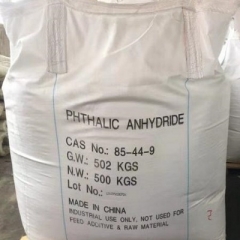 PHTHALIC ANHYDRIDE
CAS No.: 85-44-9
G.W.: 502 KGS
N.W.: 500 KGS
Lot No.:
MADE IN CHINA
INDUSTRIAL USE ONLY, NOT USED FOR
FEED ADDITIVE & RAW MATERIAL